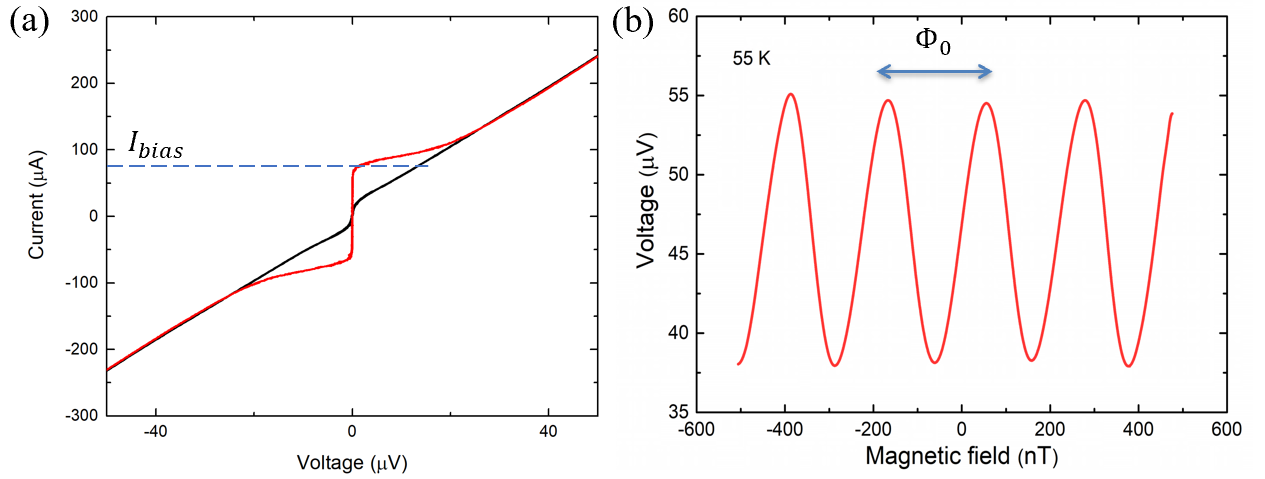 (a)
300
200
100
0
-100
-200
-300
Current (μA)
I_bias
-40
0
40
Voltage (μV)
(b)
60
55
50
45
40
35
Voltage (μV)
55 K
Φ₀
-600
-400
-200
0
200
400
600
Magnetic field (nT)